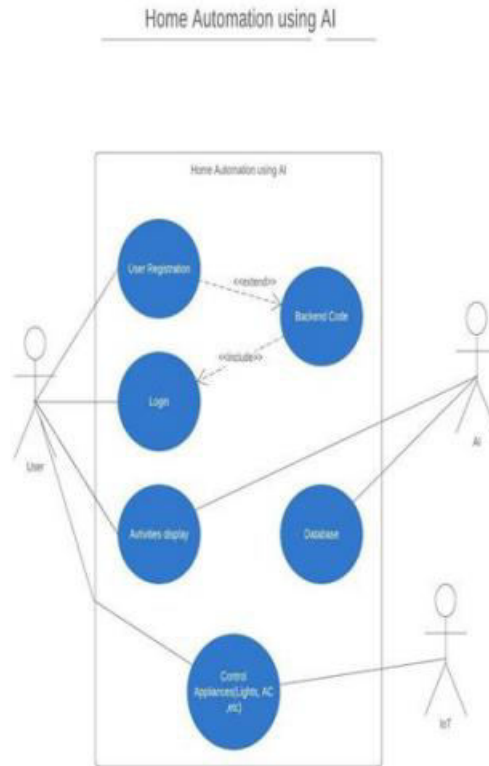 Home Automation using AI
Home Automation using AI
User Registration
<<extend>>
Backend Code
<<include>>
Login
User
AI
Activities display
Database
Control
Appliances(Lights, AC
,etc)
IoT